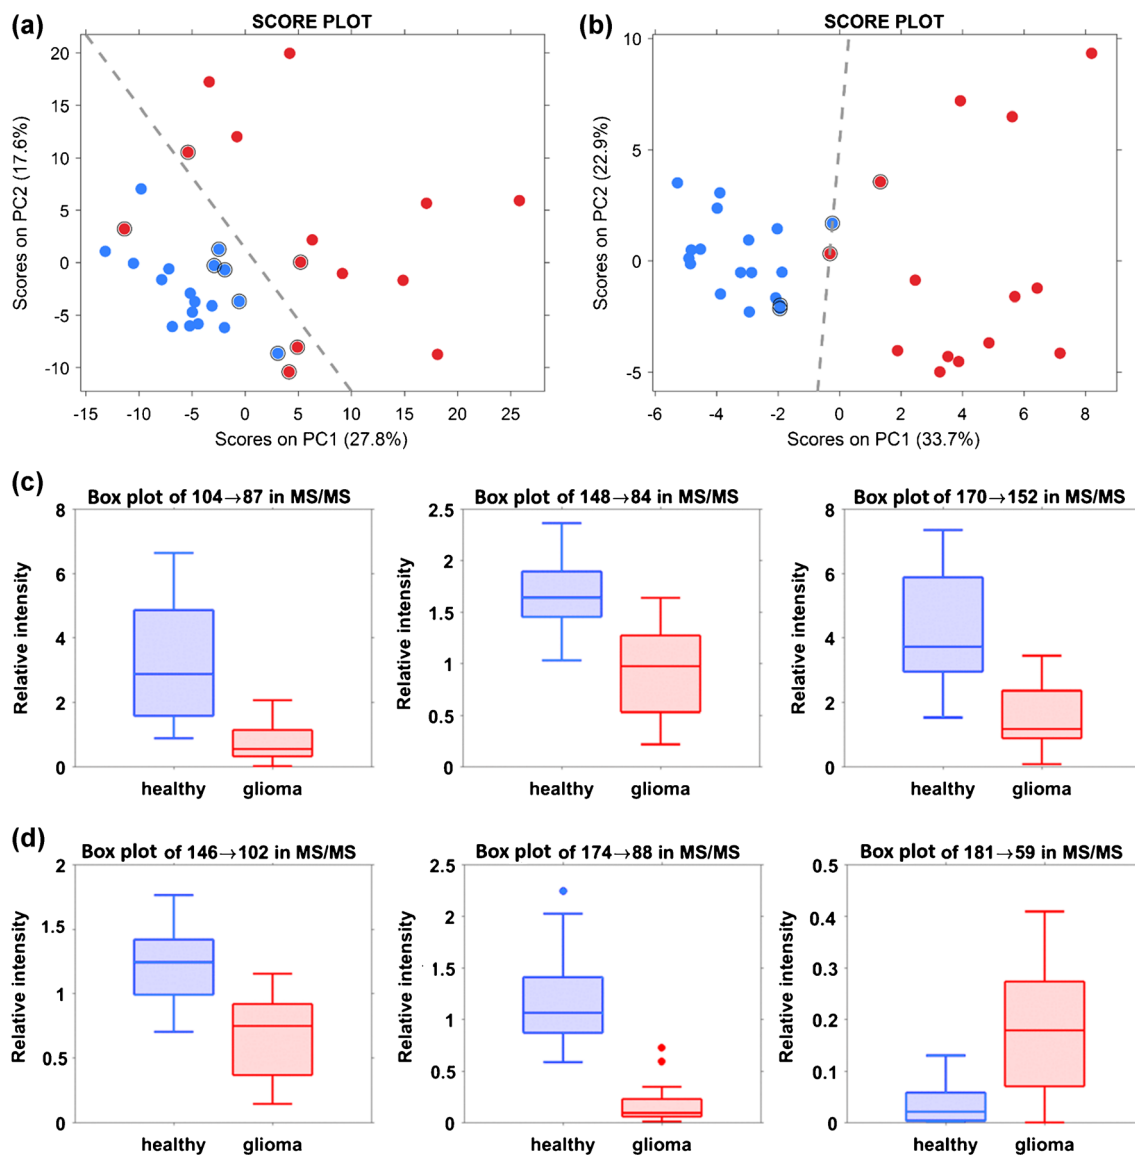 (a)
SCORE PLOT
Scores on PC2 (17.6%)
20
15
10
5
0
-5
-10
-15 -10 -5 0 5 10 15 20 25
Scores on PC1 (27.8%)
(b)
SCORE PLOT
Scores on PC2 (22.9%)
10
5
0
-5
-6 -4 -2 0 2 4 6 8
Scores on PC1 (33.7%)
(c)
Box plot of 104→87 in MS/MS
Relative intensity
8
6
4
2
0
healthy glioma
Box plot of 148→84 in MS/MS
Relative intensity
2.5
2
1.5
1
0.5
0
healthy glioma
Box plot of 170→152 in MS/MS
Relative intensity
8
6
4
2
0
healthy glioma
(d)
Box plot of 146→102 in MS/MS
Relative intensity
2
1.5
1
0.5
0
healthy glioma
Box plot of 174→88 in MS/MS
Relative intensity
2.5
2
1.5
1
0.5
0
healthy glioma
Box plot of 181→59 in MS/MS
Relative intensity
0.5
0.4
0.3
0.2
0.1
0
healthy glioma